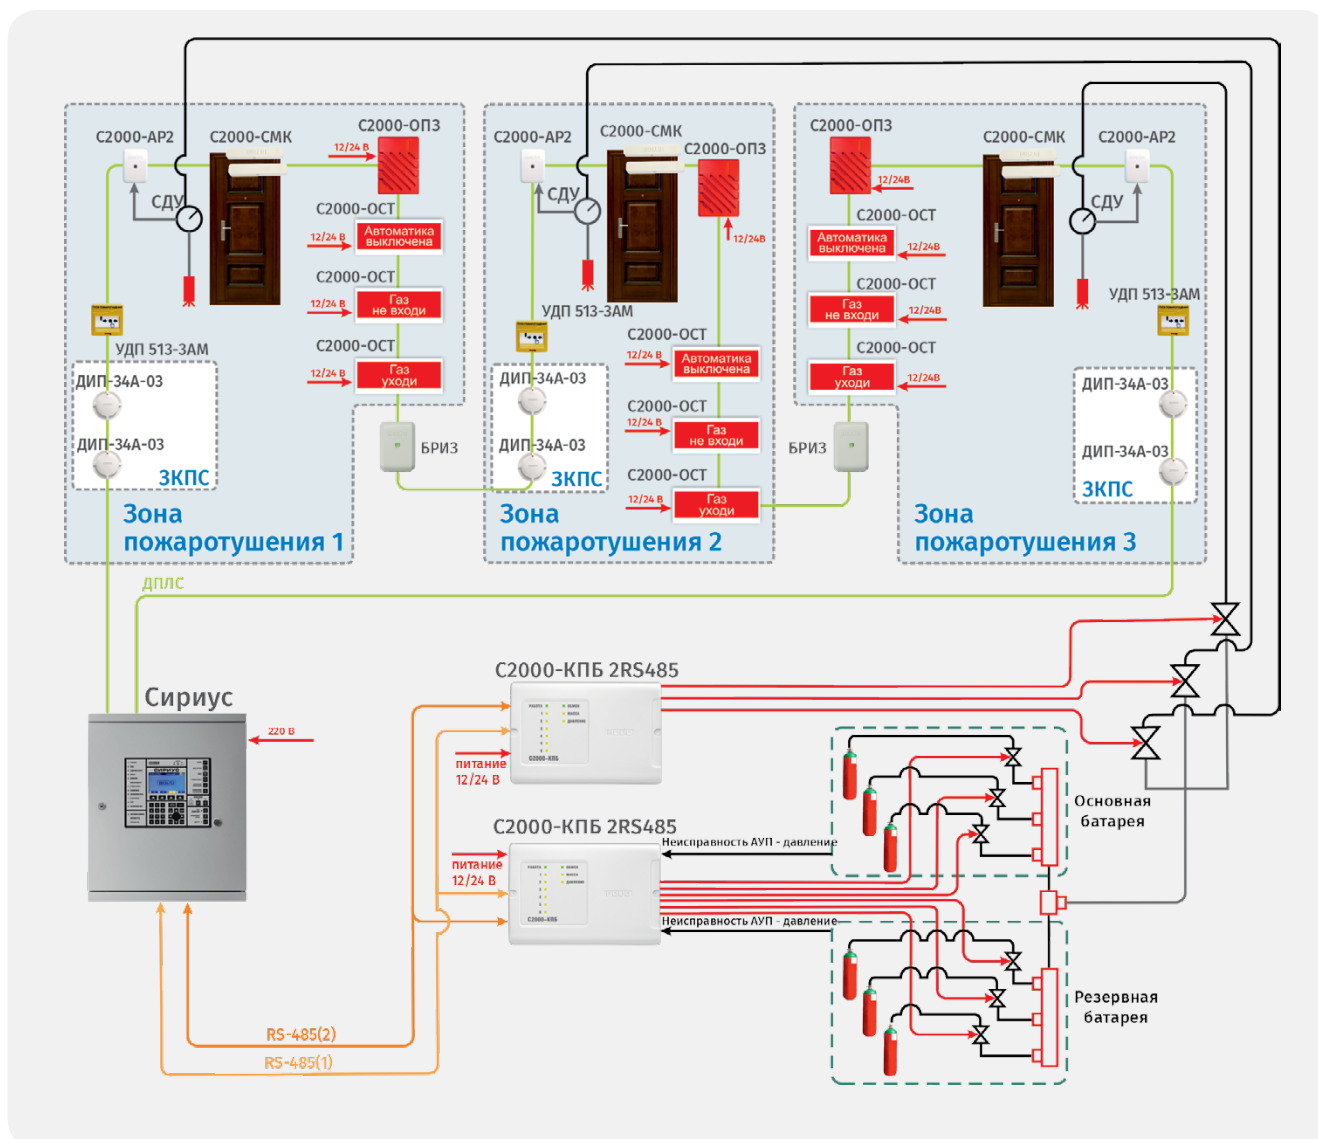 С2000-АР2
С2000-СМК
С2000-ОПЗ
12/24 В
СДУ
С2000-ОСТ
12/24 В
Автоматика
выключена
С2000-ОСТ
12/24 В
Газ
не входи
УДП 513-3АМ
С2000-ОСТ
12/24 В
Газ
уходи
ДИП-34А-03
ДИП-34А-03
ЗКПС
БРИЗ
Зона
пожаротушения 1
С2000-АР2
С2000-СМК
С2000-ОПЗ
СДУ
12/24В
УДП 513-3АМ
С2000-ОСТ
12/24 В
Автоматика
выключена
ДИП-34А-03
С2000-ОСТ
12/24 В
Газ
не входи
ДИП-34А-03
ЗКПС
С2000-ОСТ
12/24 В
Газ
уходи
Зона
пожаротушения 2
БРИЗ
С2000-ОПЗ
С2000-СМК
С2000-АР2
12/24В
СДУ
С2000-ОСТ
Автоматика
выключена
12/24В
С2000-ОСТ
Газ
не входи
12/24В
УДП 513-3АМ
С2000-ОСТ
Газ
уходи
12/24В
ДИП-34А-03
ДИП-34А-03
ЗКПС
Зона
пожаротушения 3
ДПЛС
Сириус
220 В
СИРИУС
С2000-КПБ 2RS485
РАБОТА
С2000-КПБ
питание
12/24 В
С2000-КПБ 2RS485
РАБОТА
С2000-КПБ
питание
12/24 В
Неисправность АУП - давление
Неисправность АУП - давление
Основная
батарея
Резервная
батарея
RS-485(2)
RS-485(1)